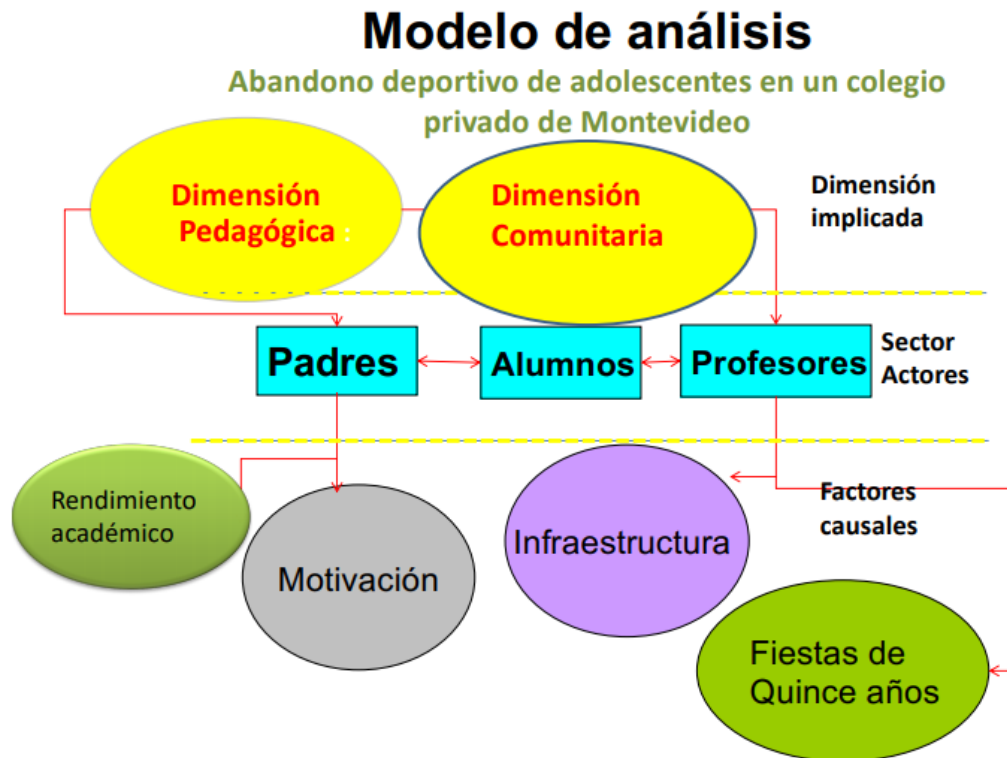 Modelo de análisis
Abandono deportivo de adolescentes en un colegio
privado de Montevideo
Dimensión
Pedagógica :
Dimensión
Comunitaria
Dimensión
implicada
Padres
Alumnos
Profesores
Sector
Actores
Rendimiento
académico
Motivación
Infraestructura
Factores
causales
Fiestas de
Quince años